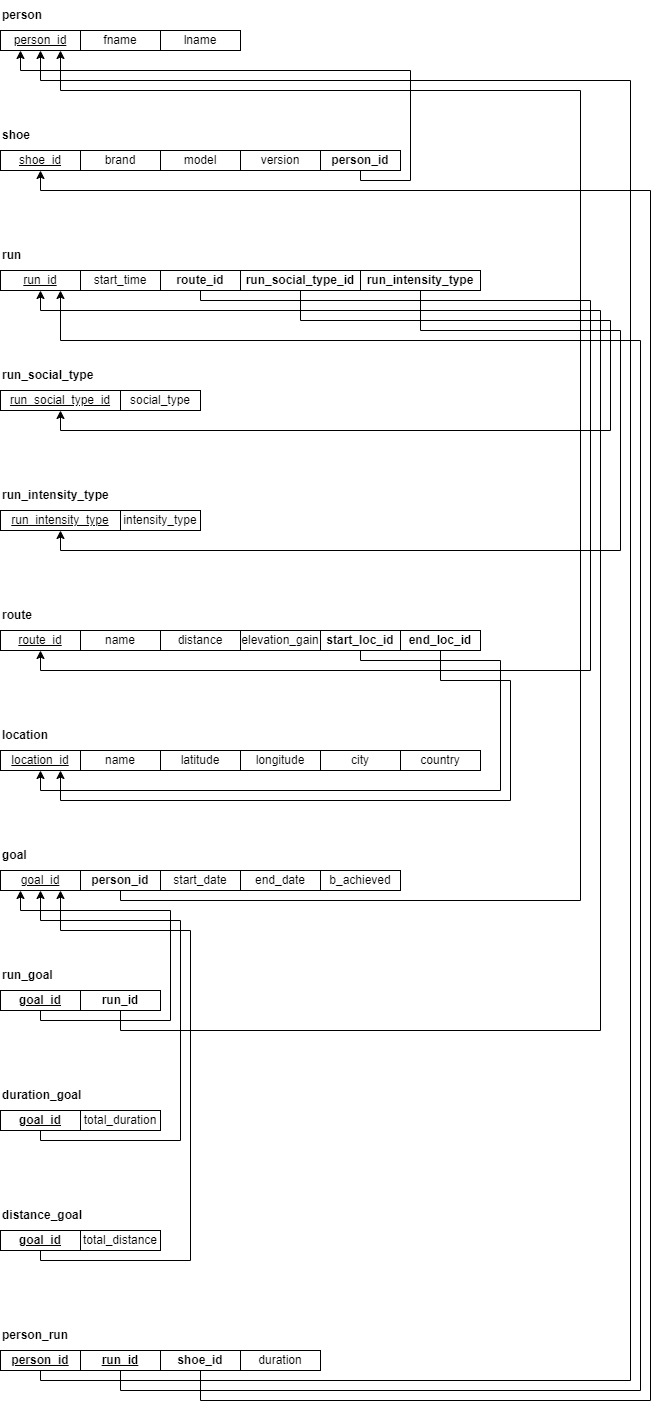 person
person_id fname lname
shoe
shoe_id brand model version person_id
run
run_id start_time route_id run_social_type_id run_intensity_type
run_social_type
run_social_type_id social_type
run_intensity_type
run_intensity_type intensity_type
route
route_id name distance elevation_gain start_loc_id end_loc_id
location
location_id name latitude longitude city country
goal
goal_id person_id start_date end_date b_achieved
run_goal
goal_id run_id
duration_goal
goal_id total_duration
distance_goal
goal_id total_distance
person_run
person_id run_id shoe_id duration